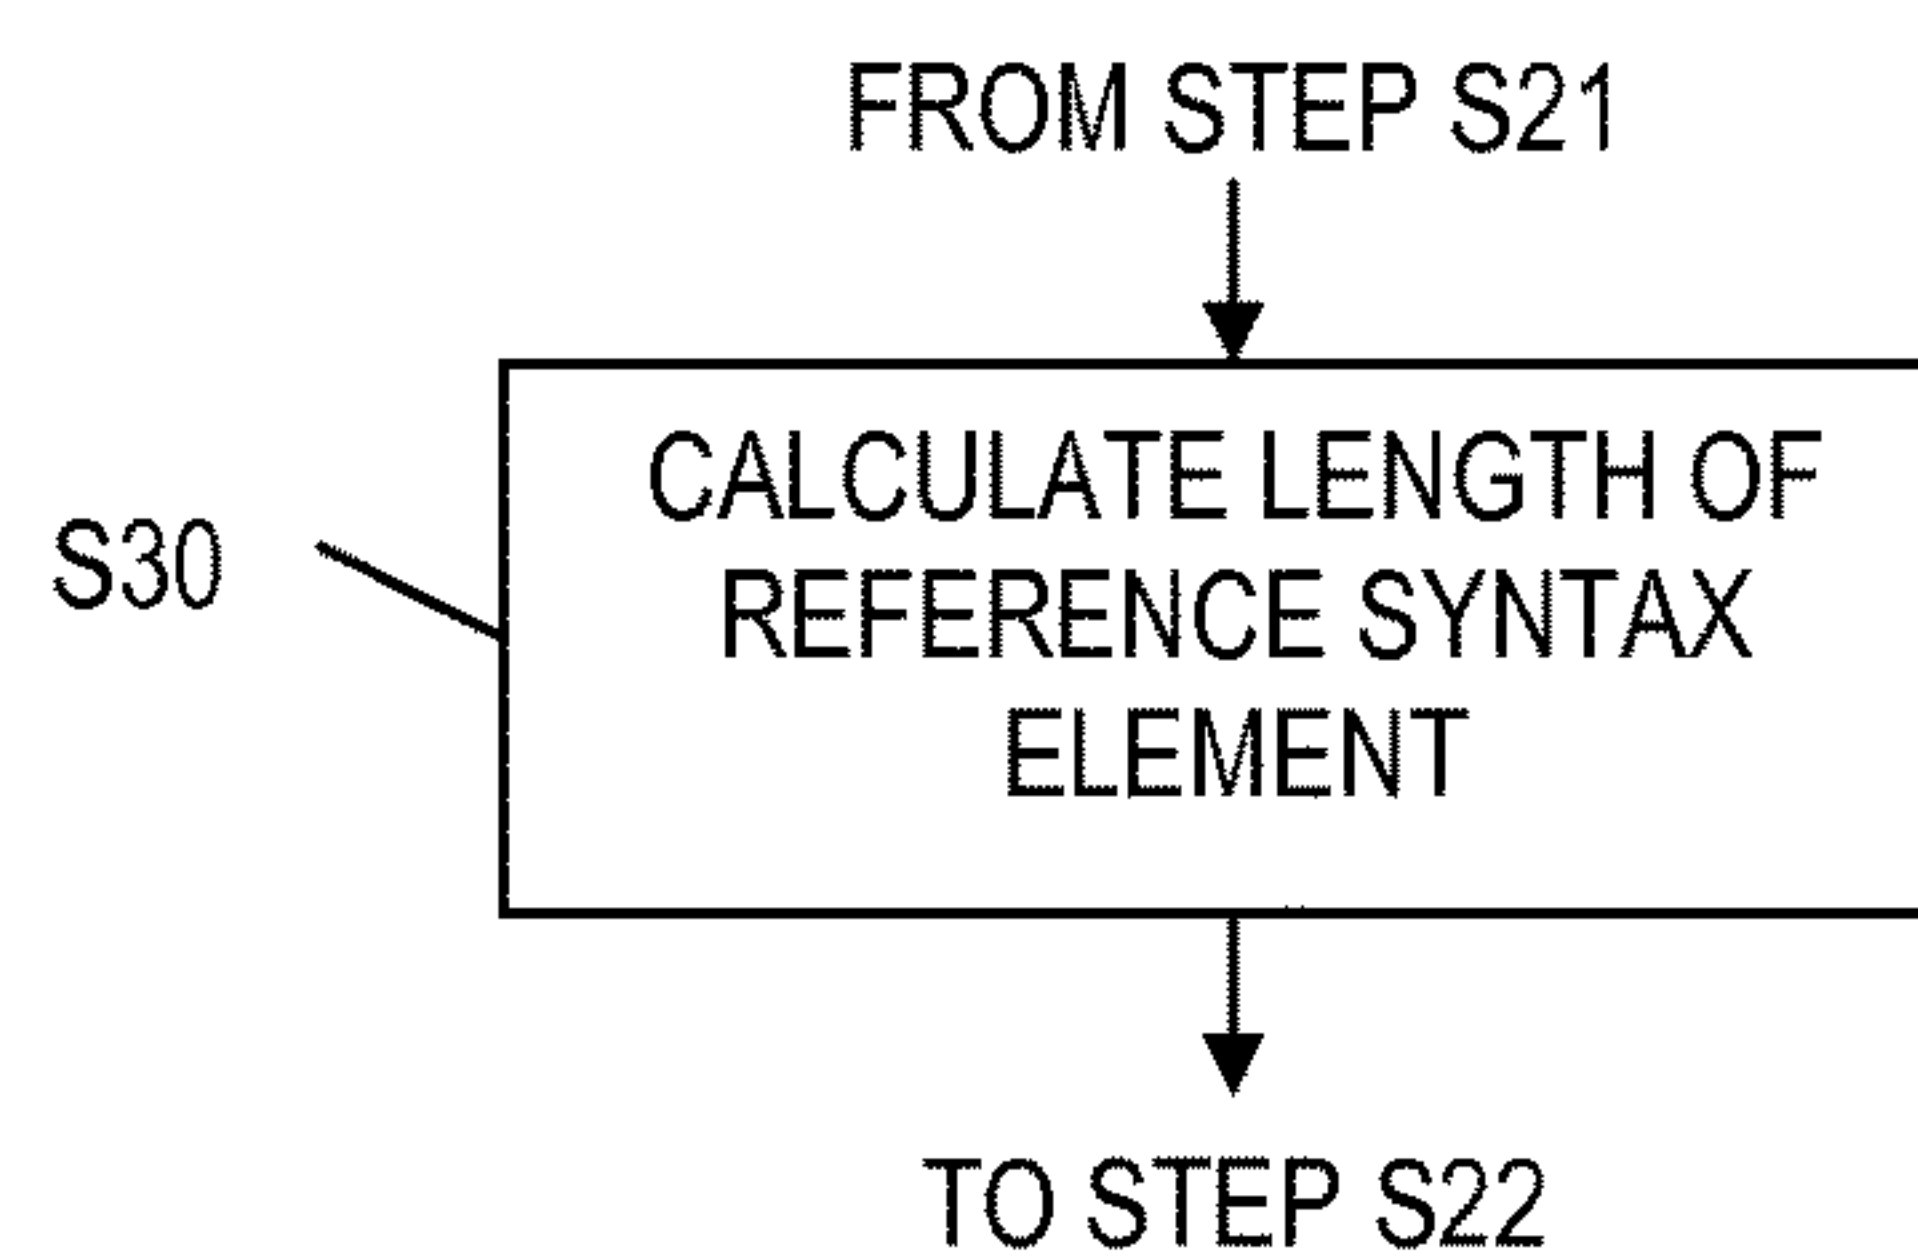 FROM STEP S21
CALCULATE LENGTH OF
REFERENCE SYNTAX
ELEMENT
S30
TO STEP S22